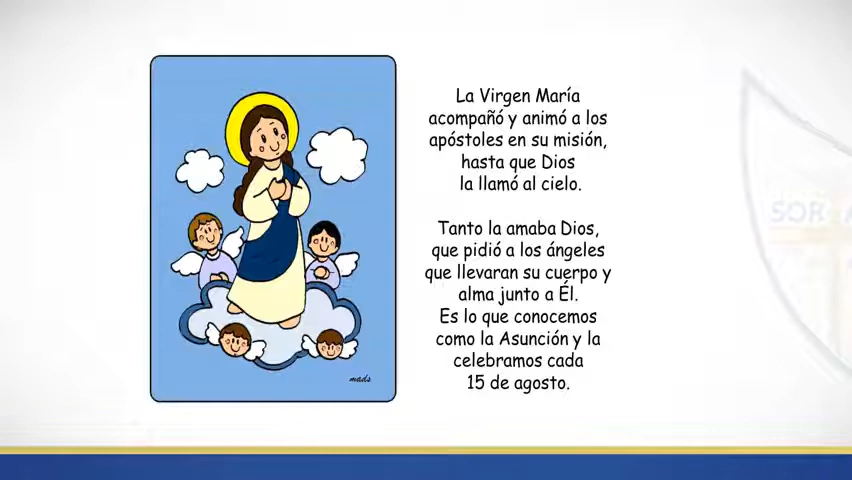 La Virgen María
acompañó y animó a los
apóstoles en su misión,
hasta que Dios
la llamó al cielo.
Tanto la amaba Dios,
que pidió a los ángeles
que llevaran su cuerpo y
alma junto a Él.
Es lo que conocemos
como la Asunción y la
celebramos cada
15 de agosto.
mads
SOR